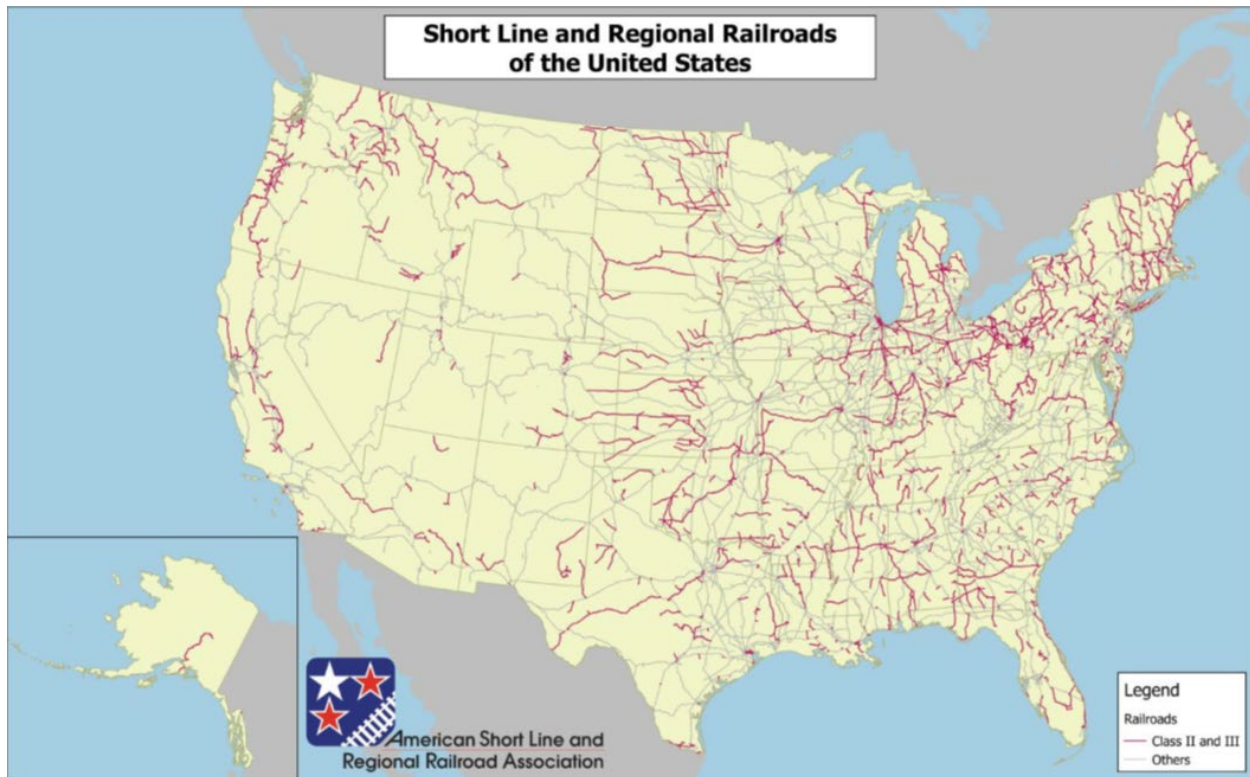 Short Line and Regional Railroads
of the United States
American Short Line and
Regional Railroad Association
Legend
Railroads
Class II and III
Others